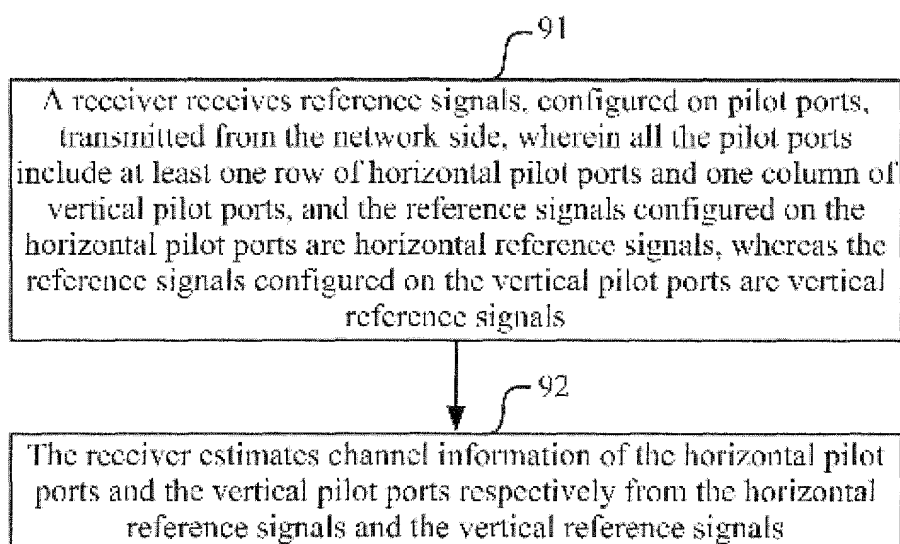 91
A receiver receives reference signals, configured on pilot ports,
transmitted from the network side, wherein all the pilot ports
include at least one row of horizontal pilot ports and one column of
vertical pilot ports, and the reference signals configured on the
horizontal pilot ports are horizontal reference signals, whereas the
reference signals configured on the vertical pilot ports are vertical
reference signals
92
The receiver estimates channel information of the horizontal pilot
ports and the vertical pilot ports respectively from the horizontal
reference signals and the vertical reference signals